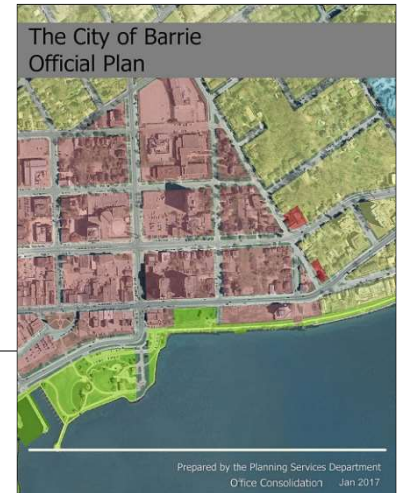 The City of Barrie
Official Plan
Prepared by the Planning Services Department
Office Consolidation Jan 2017